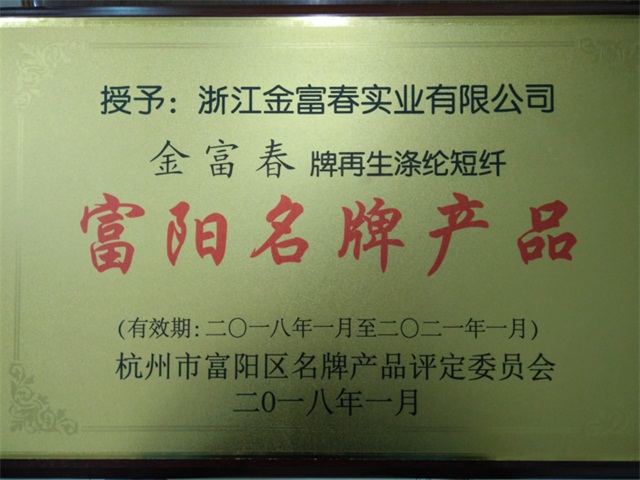 授予：浙江金富春实业有限公司
金富春 牌再生涤纶短纤
富阳名牌产品
(有效期：二〇一八年一月至二〇二一年一月)
杭州市富阳区名牌产品评定委员会
二〇一八年一月